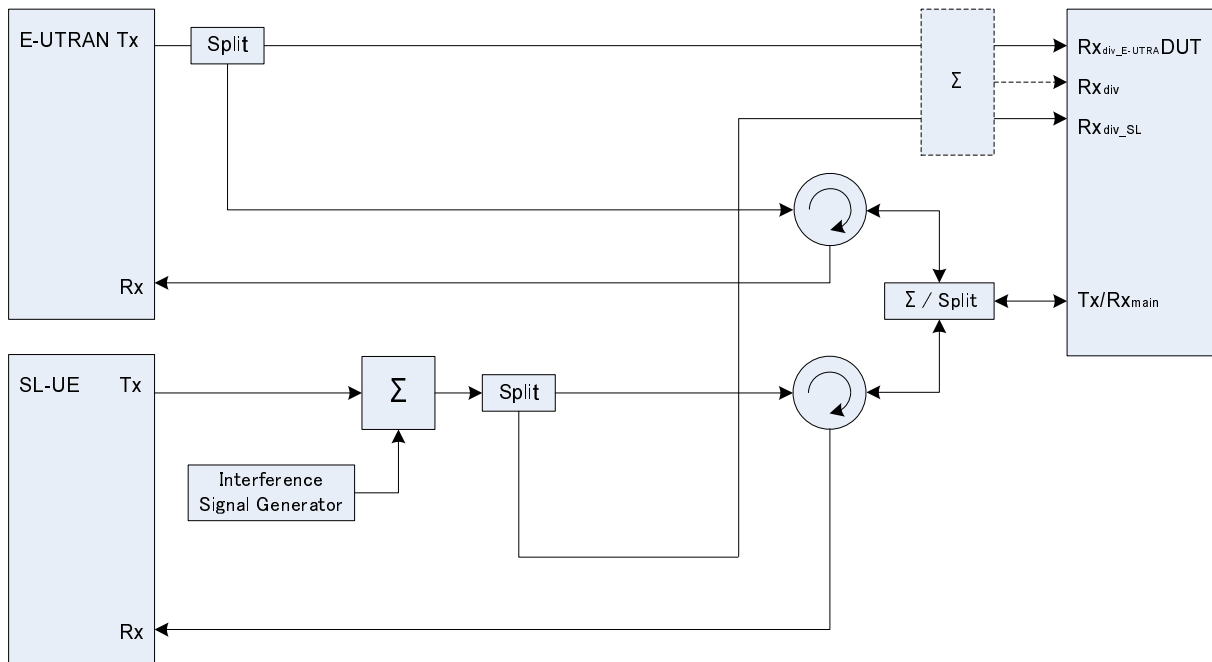 E-UTRAN Tx
Split
Σ
Rxdiv_E-UTRA DUT
Rxdiv
Rxdiv_SL
Rx
Σ / Split
Tx/Rxmain
SL-UE Tx
Σ
Split
Interference
Signal Generator
Rx